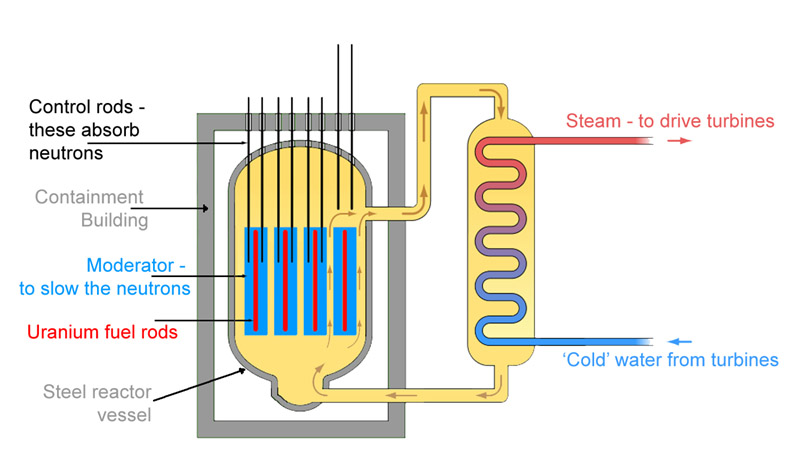 Control rods -
these absorb
neutrons
Steam - to drive turbines
Containment
Building
Moderator -
to slow the neutrons
Uranium fuel rods
‘Cold’ water from turbines
Steel reactor
vessel